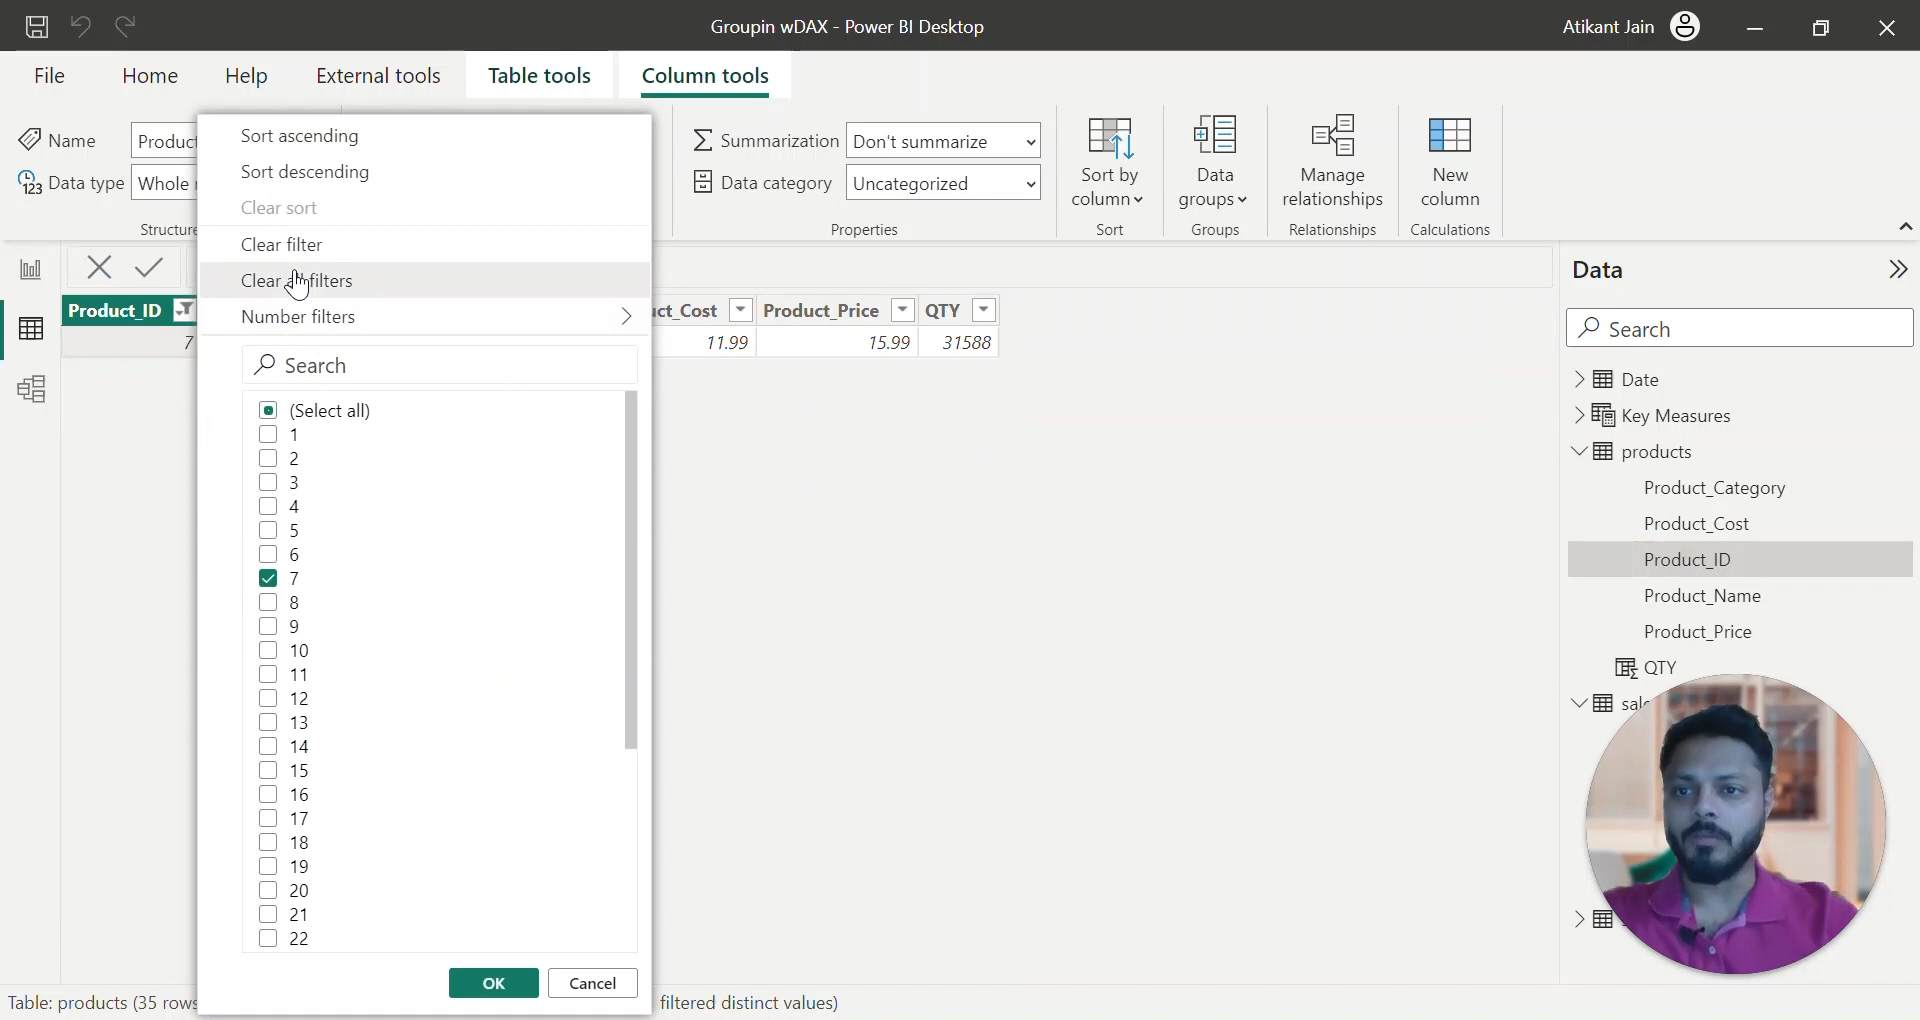 Groupin wDAX - Power BI Desktop
Atikant Jain
File
Home
Help
External tools
Table tools
Column tools
Name
Product
Data type
Whole
Structure
Summarization
Don't summarize
Data category
Uncategorized
Properties
Sort by column
Sort
Data groups
Groups
Manage relationships
Relationships
New column
Calculations
Sort ascending
Sort descending
Clear sort
Clear filter
Clear all filters
Number filters
Search
(Select all)
1
2
3
4
5
6
7
8
9
10
11
12
13
14
15
16
17
18
19
20
21
22
OK
Cancel
Product_ID
uct_Cost
Product_Price
QTY
7
11.99
15.99
31588
Data
Search
Date
Key Measures
products
Product_Category
Product_Cost
Product_ID
Product_Name
Product_Price
QTY
sale
Table: products (35 rows
filtered distinct values)